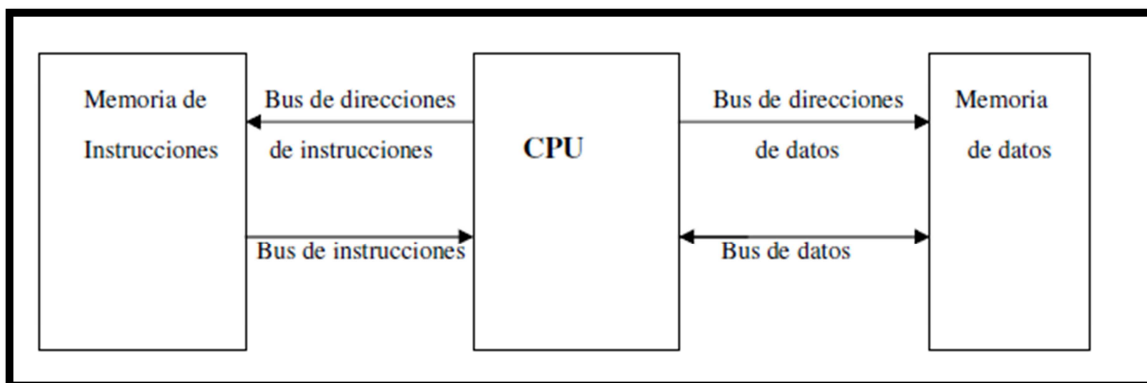 Memoria de
Instrucciones
Bus de direcciones
de instrucciones
Bus de instrucciones
CPU
Bus de direcciones
de datos
Bus de datos
Memoria
de datos